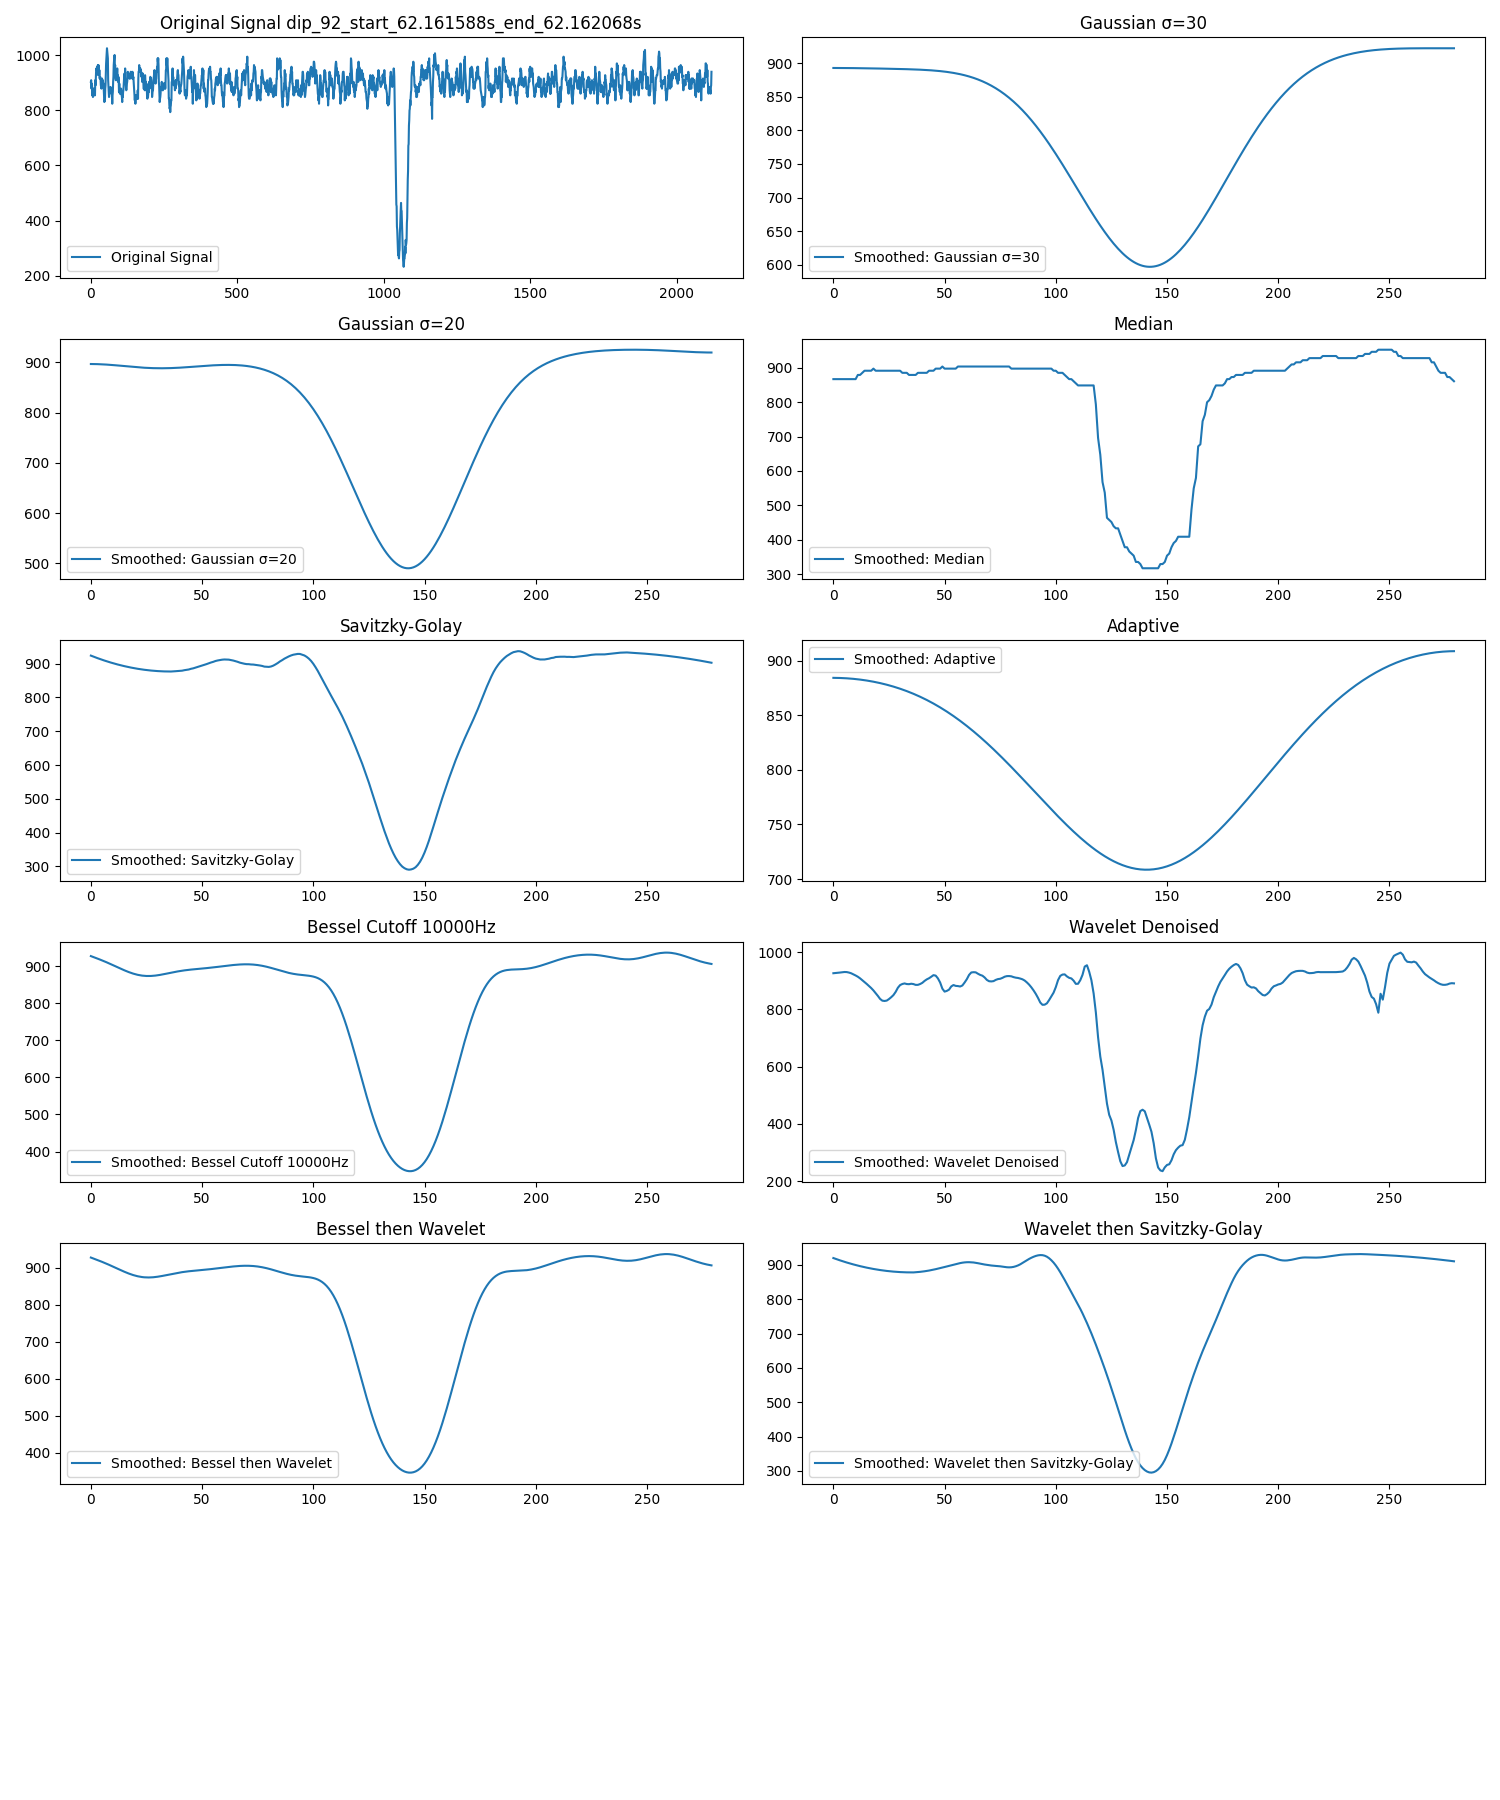 Original Signal dip_92_start_62.161588s_end_62.162068s
1000
800
600
400
200
Original Signal
0 500 1000 1500 2000
Gaussian σ=30
900
850
800
750
700
650
600
Smoothed: Gaussian σ=30
0 50 100 150 200 250
Gaussian σ=20
900
800
700
600
500
Smoothed: Gaussian σ=20
0 50 100 150 200 250
Median
900
800
700
600
500
400
300
Smoothed: Median
0 50 100 150 200 250
Savitzky-Golay
900
800
700
600
500
400
300
Smoothed: Savitzky-Golay
0 50 100 150 200 250
Adaptive
900
850
800
750
700
Smoothed: Adaptive
0 50 100 150 200 250
Bessel Cutoff 10000Hz
900
800
700
600
500
400
Smoothed: Bessel Cutoff 10000Hz
0 50 100 150 200 250
Wavelet Denoised
1000
800
600
400
200
Smoothed: Wavelet Denoised
0 50 100 150 200 250
Bessel then Wavelet
900
800
700
600
500
400
Smoothed: Bessel then Wavelet
0 50 100 150 200 250
Wavelet then Savitzky-Golay
900
800
700
600
500
400
300
Smoothed: Wavelet then Savitzky-Golay
0 50 100 150 200 250